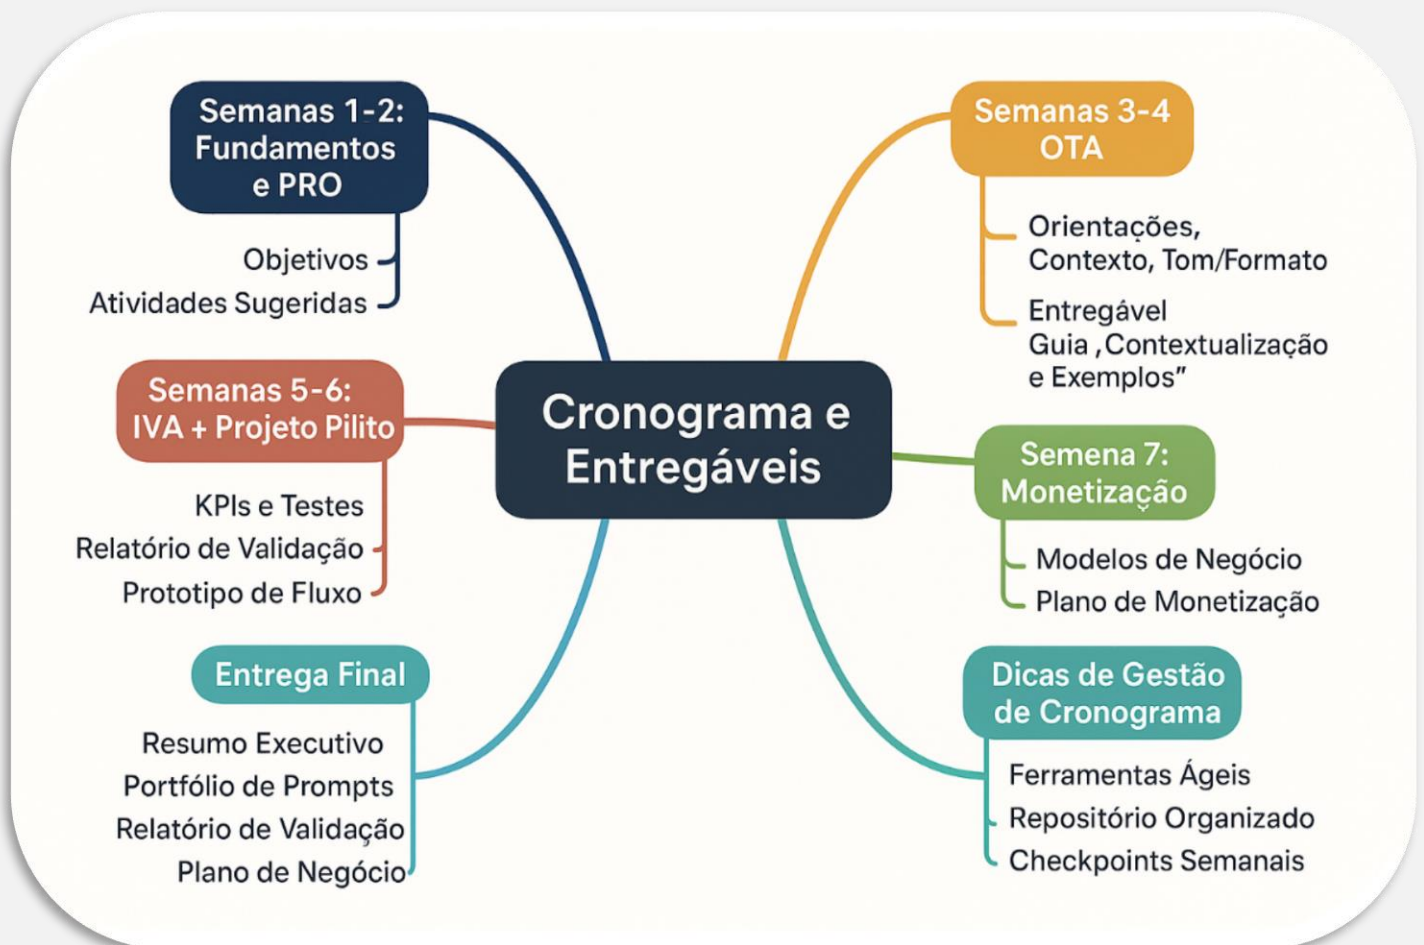 Semanas 1-2:
Fundamentos
e PRO
Objetivos
Atividades Sugeridas
Semanas 3-4
OTA
Orientações,
Contexto, Tom/Formato
Entregável
Guia ,Contextualização
e Exemplos”
Cronograma e
Entregáveis
Semanas 5-6:
IVA + Projeto Pilito
KPIs e Testes
Relatório de Validação
Prototipo de Fluxo
Semena 7:
Monetização
Modelos de Negócio
Plano de Monetização
Entrega Final
Resumo Executivo
Portfólio de Prompts
Relatório de Validação
Plano de Negócio
Dicas de Gestão
de Cronograma
Ferramentas Ágeis
Repositório Organizado
Checkpoints Semanais